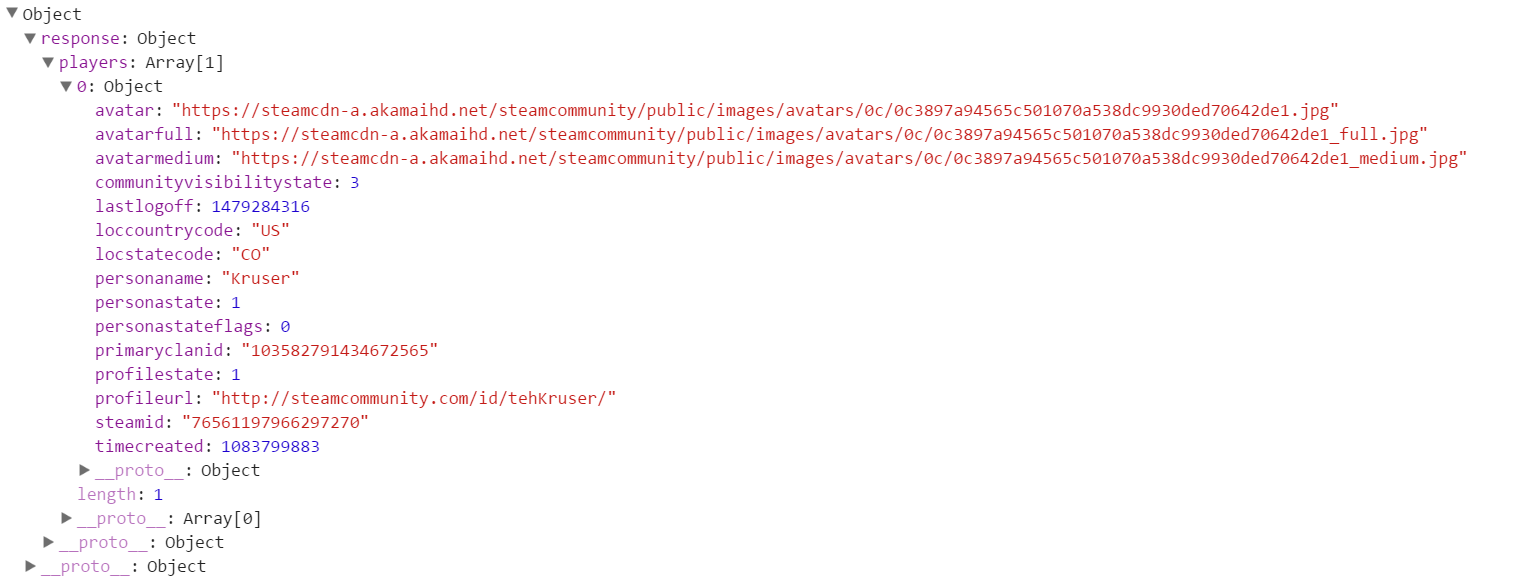 Object
response: Object
players: Array[1]
0: Object
avatar: "https://steamcdn-a.akamaihd.net/steamcommunity/public/images/avatars/0c/0c3897a94565c501070a538dc9930ded70642de1.jpg"
avatarfull: "https://steamcdn-a.akamaihd.net/steamcommunity/public/images/avatars/0c/0c3897a94565c501070a538dc9930ded70642de1_full.jpg"
avatarmedium: "https://steamcdn-a.akamaihd.net/steamcommunity/public/images/avatars/0c/0c3897a94565c501070a538dc9930ded70642de1_medium.jpg"
communityvisibilitystate: 3
lastlogoff: 1479284316
loccountrycode: "US"
locstatecode: "CO"
personaname: "Kruser"
personastate: 1
personastateflags: 0
primaryclanid: "103582791434672565"
profilestate: 1
profileurl: "http://steamcommunity.com/id/tehKruser/"
steamid: "76561197966297270"
timecreated: 1083799883
__proto__: Object
length: 1
__proto__: Array[0]
__proto__: Object
__proto__: Object